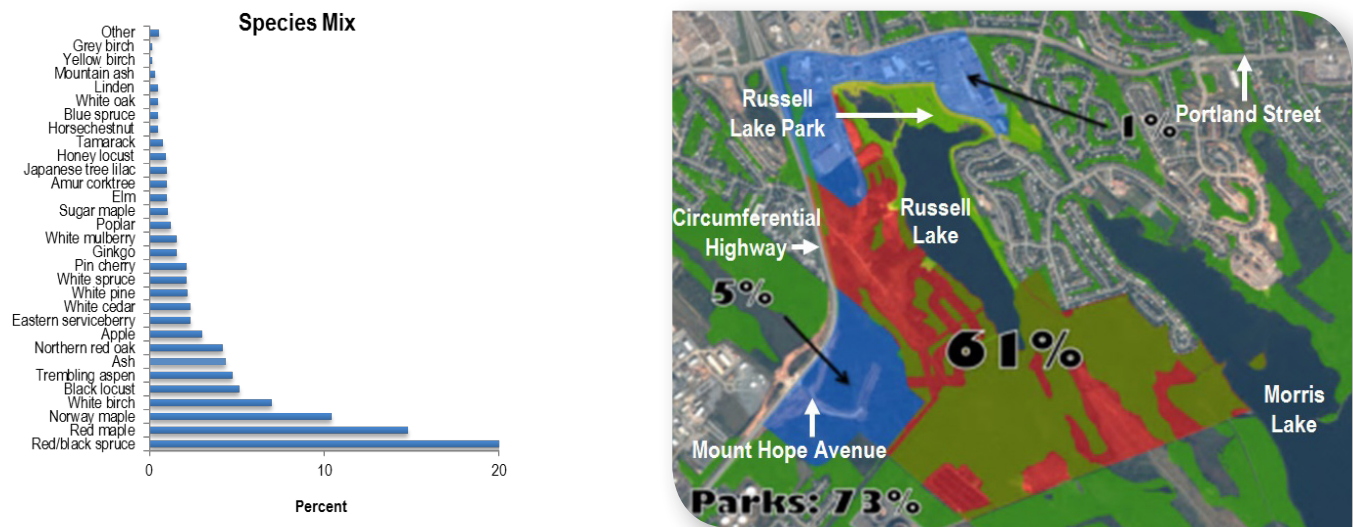 Species Mix
Other
Grey birch
Yellow birch
Mountain ash
Linden
White oak
Blue spruce
Horsechestnut
Tamarack
Honey locust
Japanese tree lilac
Amur corktree
Elm
Sugar maple
Poplar
White mulberry
Ginkgo
Pin cherry
White spruce
White pine
White cedar
Eastern serviceberry
Apple
Northern red oak
Ash
Trembling aspen
Black locust
White birch
Norway maple
Red maple
Red/black spruce
0
10
20
Percent
Russell
Lake Park
1%
Portland Street
Circumferential
Highway
Russell
Lake
5%
61%
Morris
Lake
Mount Hope Avenue
Parks: 73%